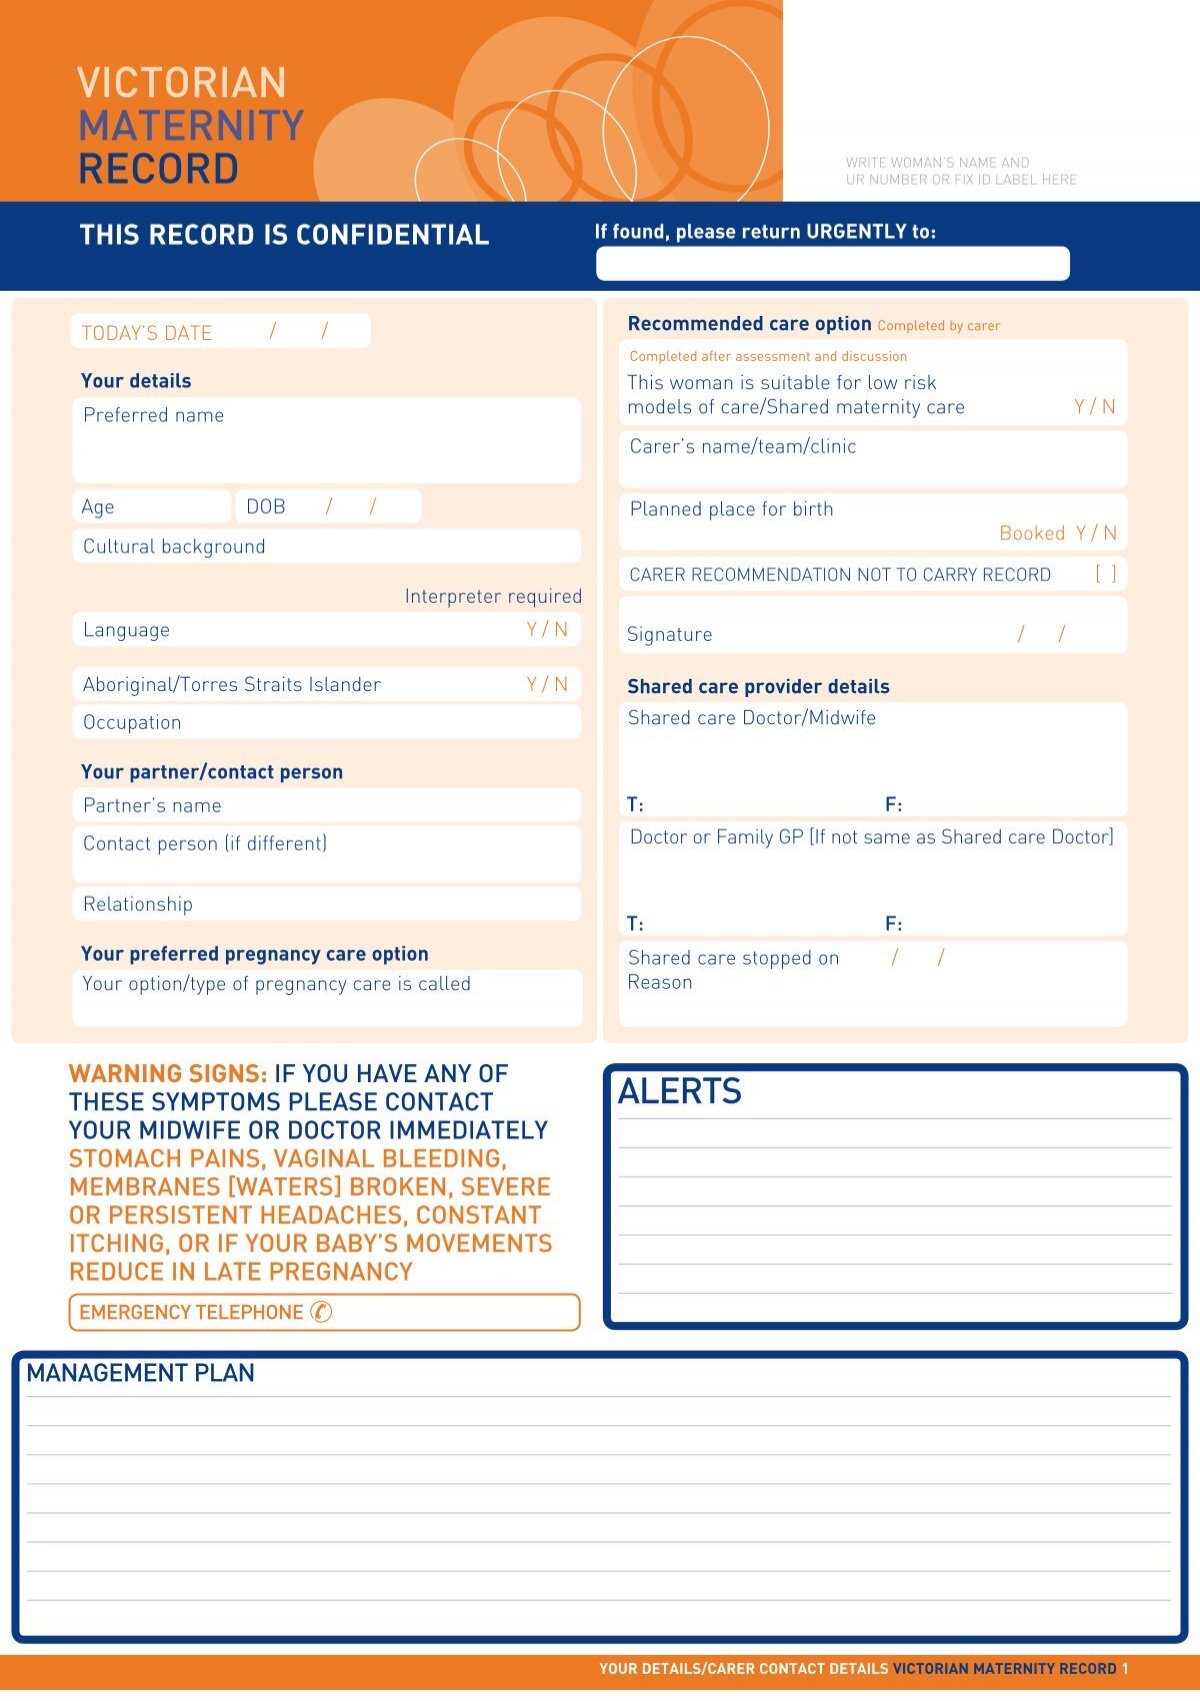 VICTORIAN
MATERNITY
RECORD
WRITE WOMAN'S NAME AND
UR NUMBER OR FIX ID LABEL HERE
THIS RECORD IS CONFIDENTIAL
If found, please return URGENTLY to:
TODAY'S DATE / /
Your details
Preferred name
Age
DOB / /
Cultural background
Interpreter required
Language Y / N
Aboriginal/Torres Straits Islander Y / N
Occupation
Your partner/contact person
Partner's name
Contact person (if different)
Relationship
Your preferred pregnancy care option
Your option/type of pregnancy care is called
Recommended care option Completed by carer
Completed after assessment and discussion
This woman is suitable for low risk
models of care/Shared maternity care Y / N
Carer's name/team/clinic
Planned place for birth
Booked Y / N
CARER RECOMMENDATION NOT TO CARRY RECORD [ ]
Signature / /
Shared care provider details
Shared care Doctor/Midwife
T: F:
Doctor or Family GP [If not same as Shared care Doctor]
T: F:
Shared care stopped on / /
Reason
WARNING SIGNS: IF YOU HAVE ANY OF
THESE SYMPTOMS PLEASE CONTACT
YOUR MIDWIFE OR DOCTOR IMMEDIATELY
STOMACH PAINS, VAGINAL BLEEDING,
MEMBRANES [WATERS] BROKEN, SEVERE
OR PERSISTENT HEADACHES, CONSTANT
ITCHING, OR IF YOUR BABY'S MOVEMENTS
REDUCE IN LATE PREGNANCY
EMERGENCY TELEPHONE ✆
ALERTS
MANAGEMENT PLAN
YOUR DETAILS/CARER CONTACT DETAILS VICTORIAN MATERNITY RECORD 1